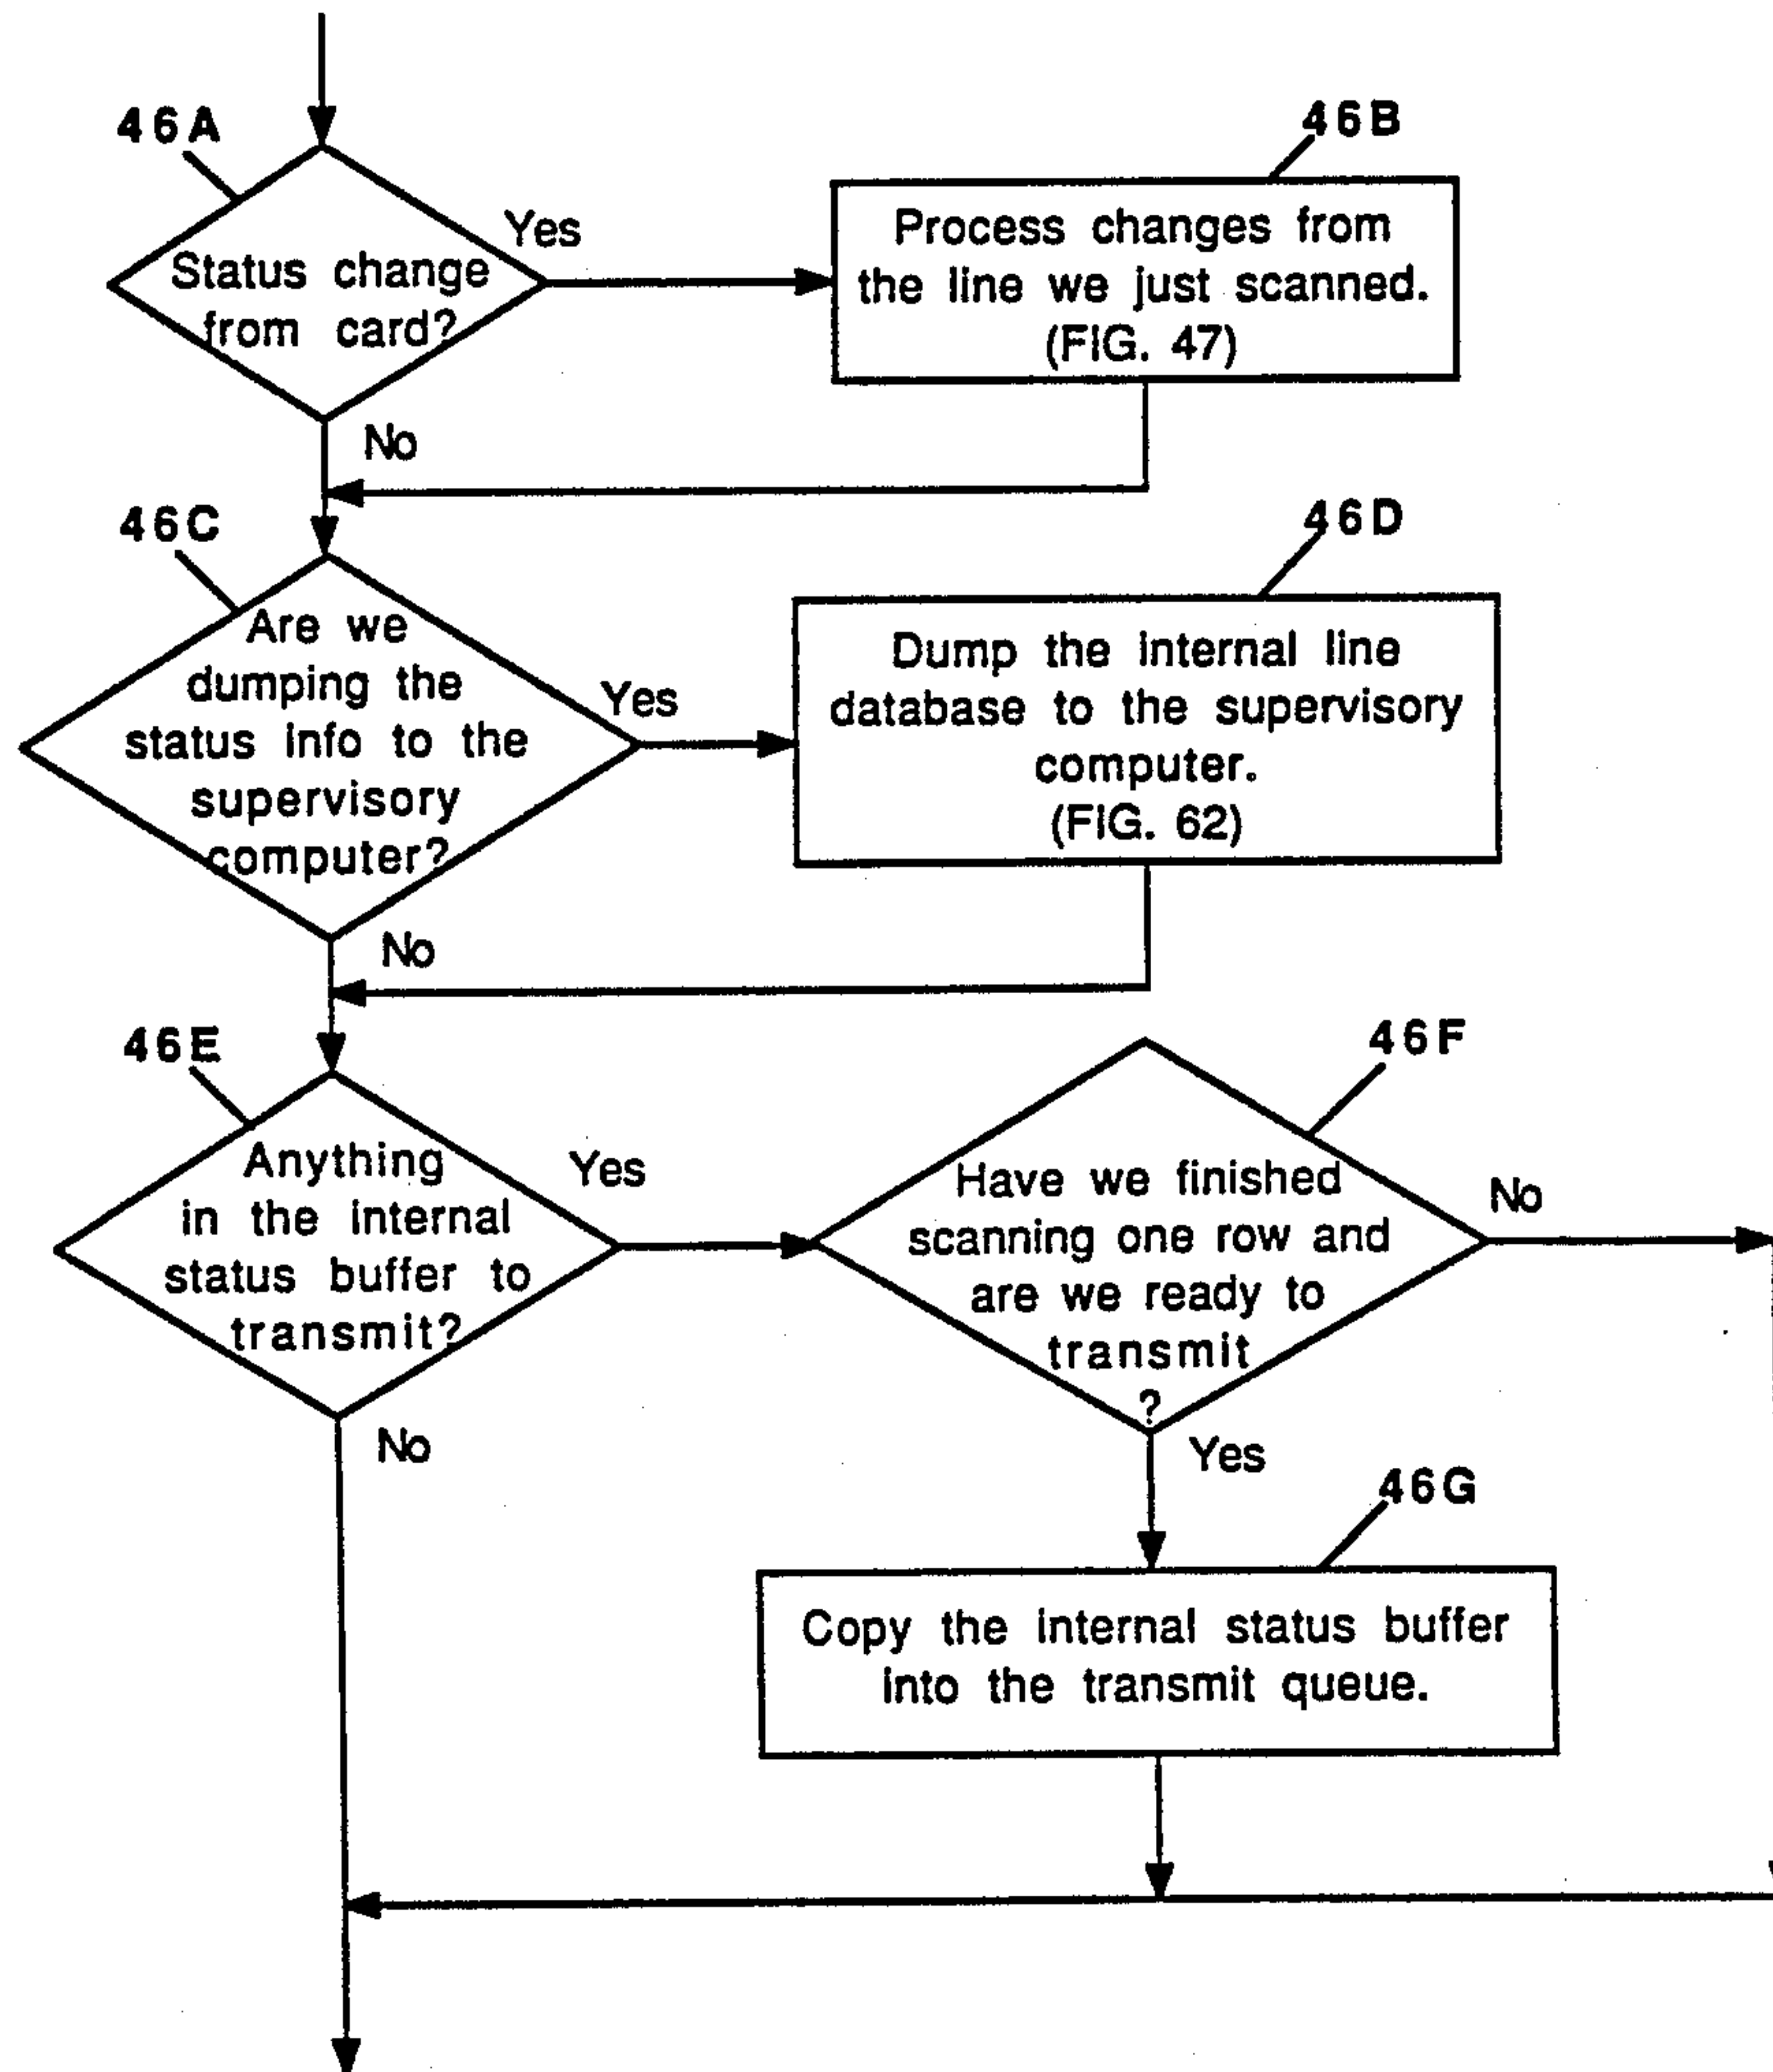 46A
Status change
from card?
Yes
No
46B
Process changes from
the line we just scanned.
(FIG. 47)
46C
Are we
dumping the
status info to the
supervisory
computer?
Yes
No
46D
Dump the internal line
database to the supervisory
computer.
(FIG. 62)
46E
Anything
in the internal
status buffer to
transmit?
Yes
No
46F
Have we finished
scanning one row and
are we ready to
transmit
?
No
Yes
46G
Copy the internal status buffer
into the transmit queue.